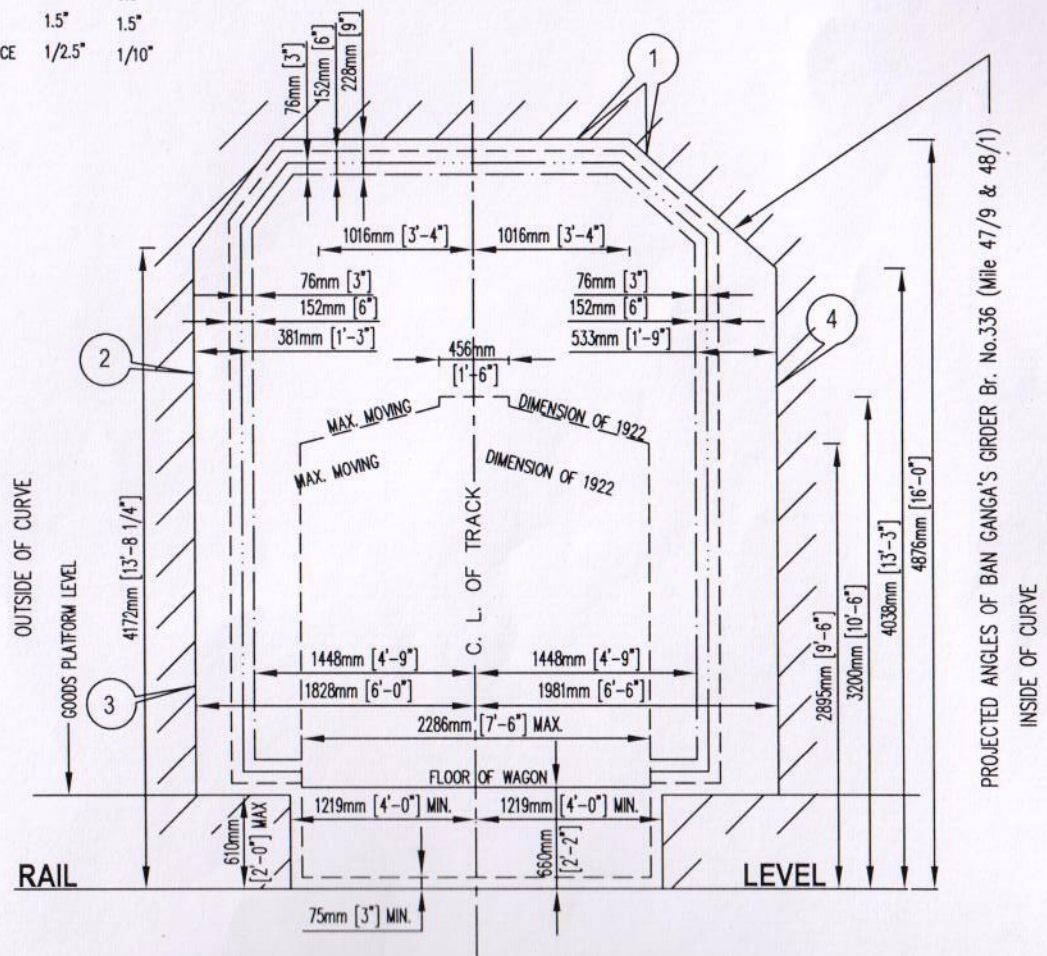 1.5" 1.5"
CE 1/2.5" 1/10"
76mm [3"]
152mm [6"]
228mm [9"]
1
1016mm [3'-4"] 1016mm [3'-4"]
76mm [3"] 76mm [3"]
152mm [6"] 152mm [6"]
381mm [1'-3"] 533mm [1'-9"]
2
4
456mm
[1'-6"]
MAX. MOVING DIMENSION OF 1922
MAX. MOVING DIMENSION OF 1922
C. L. OF TRACK
OUTSIDE OF CURVE
GOODS PLATFORM LEVEL
4172mm [13'-8 1/4"]
3
1448mm [4'-9"] 1448mm [4'-9"]
1828mm [6'-0"] 1981mm [6'-6"]
2286mm [7'-6"] MAX.
FLOOR OF WAGON
1219mm [4'-0"] MIN. 1219mm [4'-0"] MIN.
610mm
[2'-0"] MAX
660mm
[2'-2"]
RAIL LEVEL
75mm [3"] MIN.
2895mm [9'-6"]
3200mm [10'-6"]
4038mm [13'-3"]
4876mm [16'-0"]
PROJECTED ANGLES OF BAN GANGA'S GIRDER Br. No.336 (Mile 47/9 & 48/1)
INSIDE OF CURVE